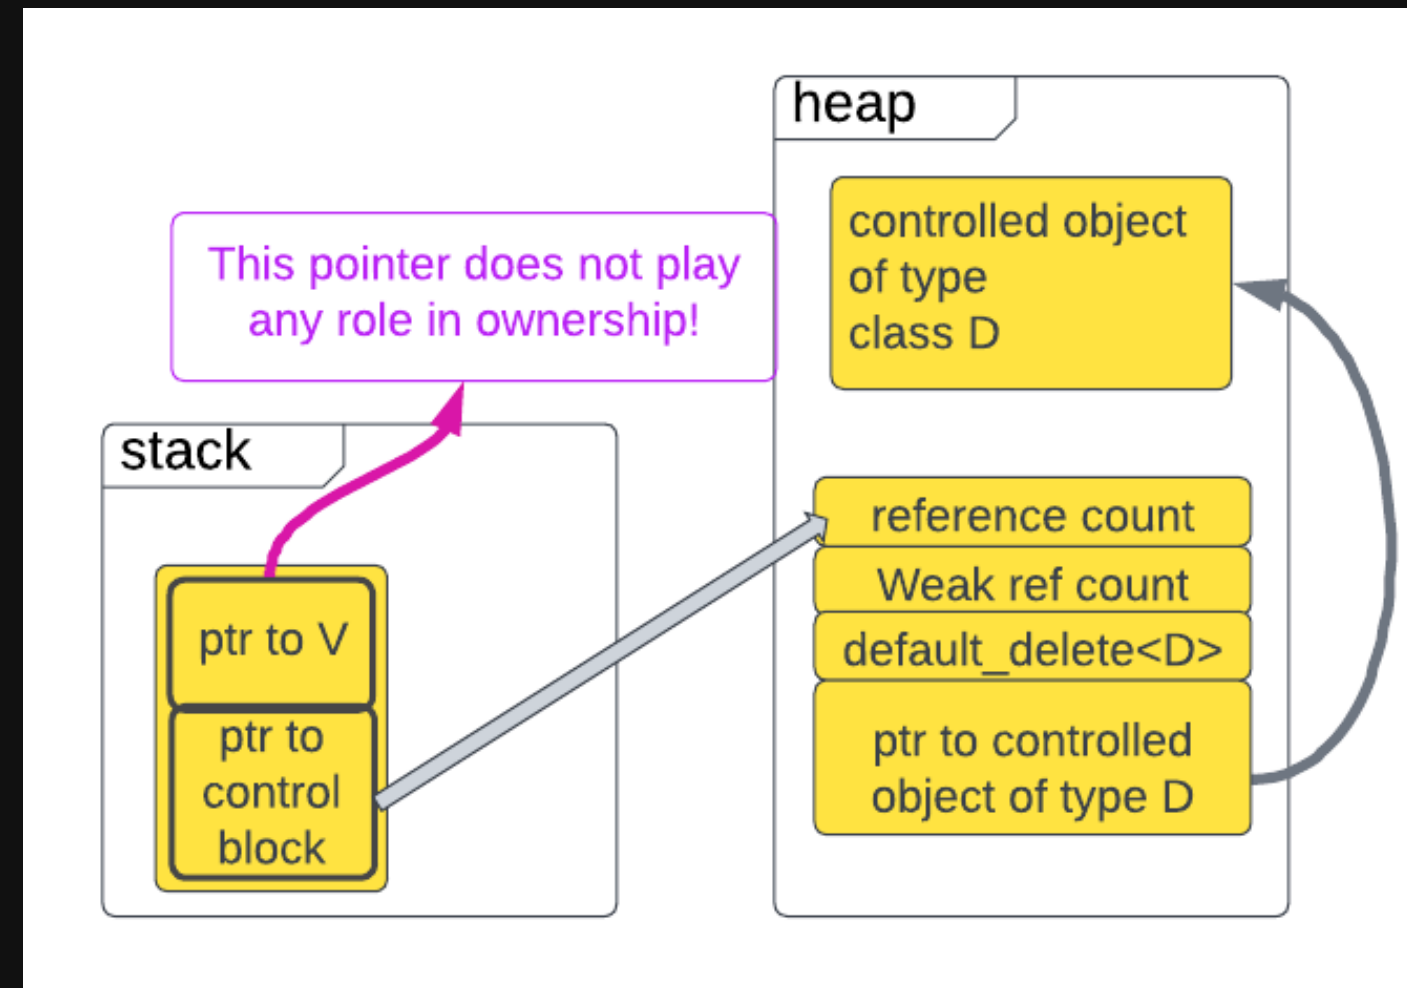 heap
controlled object
of type
class D
This pointer does not play
any role in ownership!
stack
reference count
Weak ref count
default_delete<D>
ptr to V
ptr to
control
block
ptr to controlled
object of type D